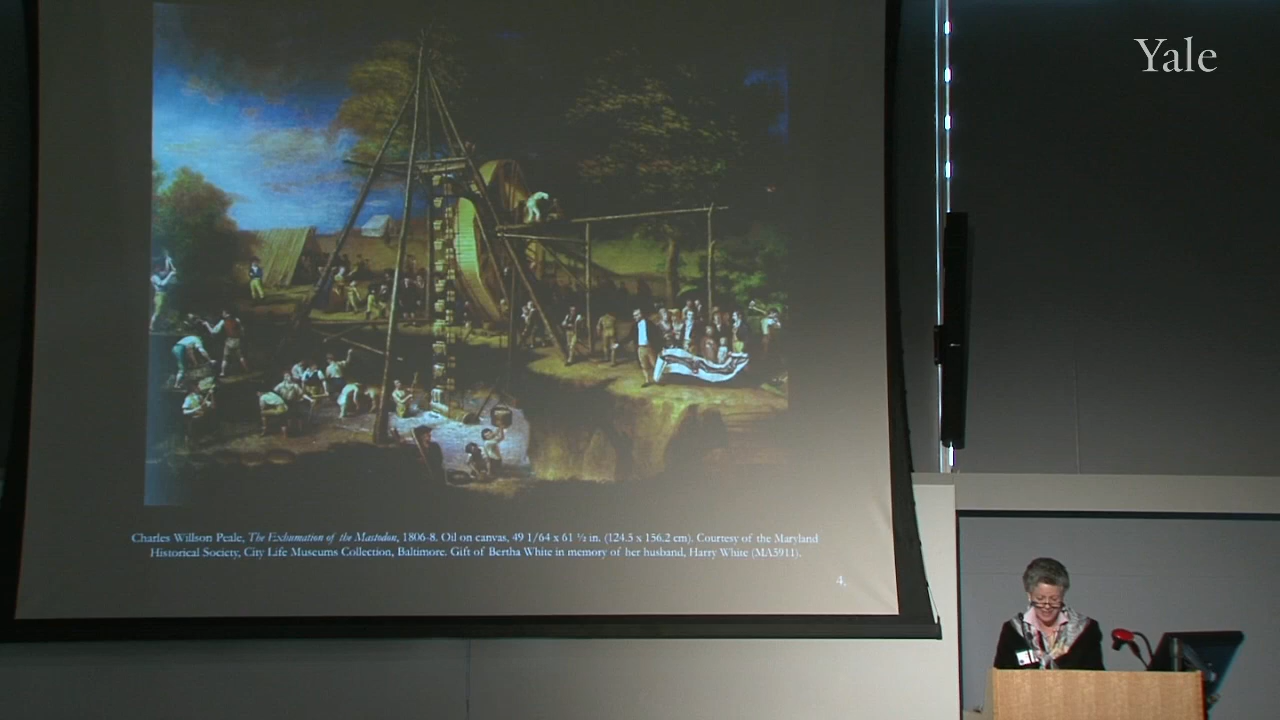 Yale
Charles Willson Peale, The Exhumation of the Mastodon, 1806-8. Oil on canvas, 49 1/64 x 61 ½ in. (124.5 x 156.2 cm). Courtesy of the Maryland
Historical Society, City Life Museums Collection, Baltimore. Gift of Bertha White in memory of her husband, Harry White (MA5911).
4.